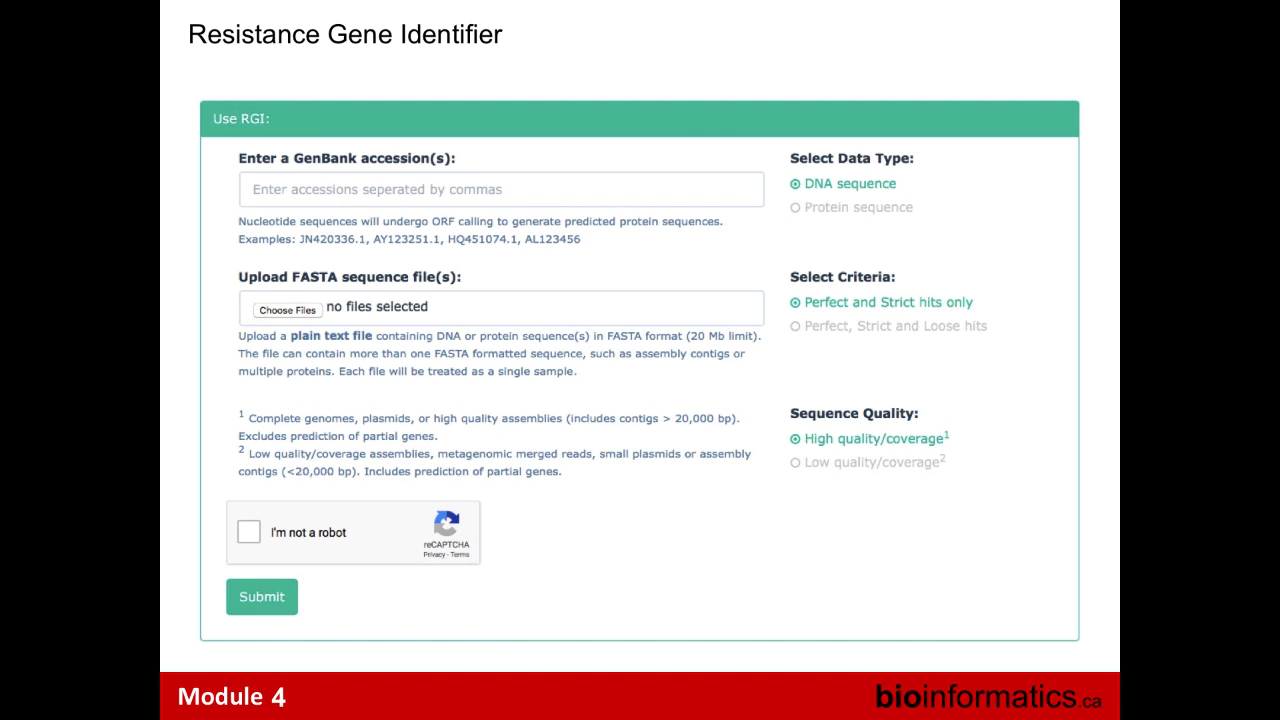 Resistance Gene Identifier
Use RGI:
Enter a GenBank accession(s):
Enter accessions seperated by commas
Nucleotide sequences will undergo ORF calling to generate predicted protein sequences.
Examples: JN420336.1, AY123251.1, HQ451074.1, AL123456
Select Data Type:
DNA sequence
Protein sequence
Upload FASTA sequence file(s):
Choose Files no files selected
Upload a plain text file containing DNA or protein sequence(s) in FASTA format (20 Mb limit).
The file can contain more than one FASTA formatted sequence, such as assembly contigs or
multiple proteins. Each file will be treated as a single sample.
Select Criteria:
Perfect and Strict hits only
Perfect, Strict and Loose hits
1 Complete genomes, plasmids, or high quality assemblies (includes contigs > 20,000 bp).
Excludes prediction of partial genes.
2 Low quality/coverage assemblies, metagenomic merged reads, small plasmids or assembly
contigs (<20,000 bp). Includes prediction of partial genes.
Sequence Quality:
High quality/coverage1
Low quality/coverage2
I'm not a robot
reCAPTCHA
Privacy - Terms
Submit
Module 4
bioinformatics.ca